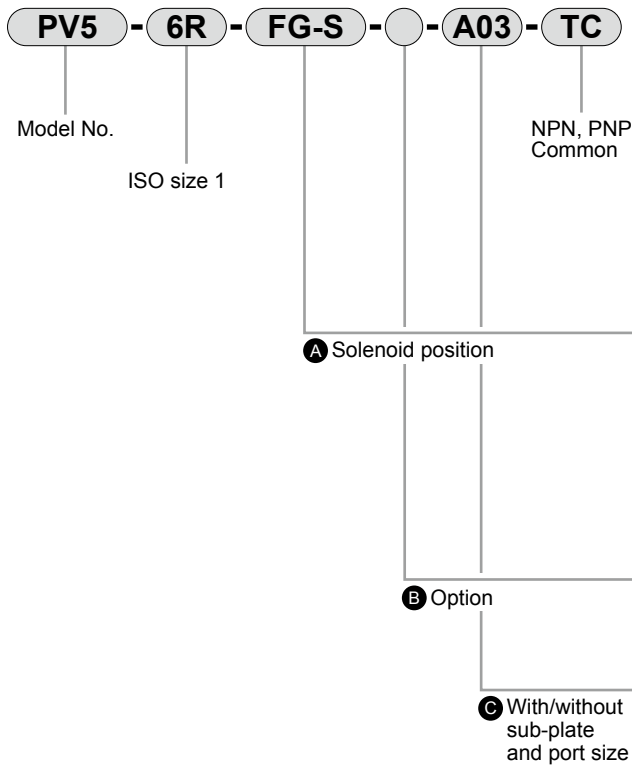 PV5 - 6R - FG-S - - A03 - TC
Model No.
NPN, PNP
Common
ISO size 1
A Solenoid position
B Option
C With/without
sub-plate
and port size